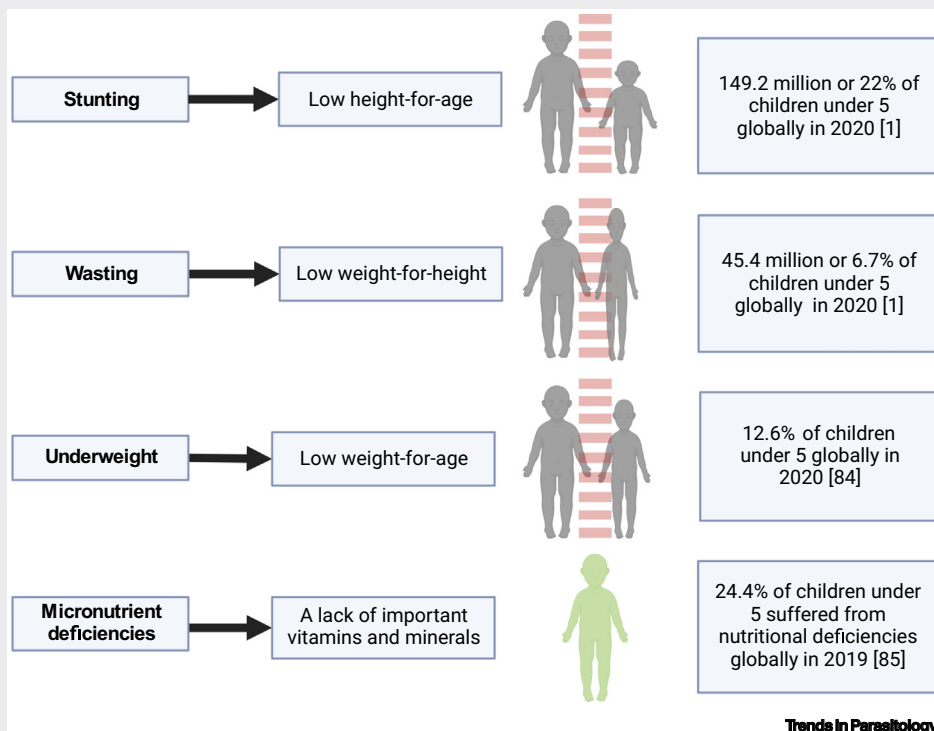 Stunting
Low height-for-age
149.2 million or 22% of
children under 5
globally in 2020 [1]
Wasting
Low weight-for-height
45.4 million or 6.7% of
children under 5
globally in 2020 [1]
Underweight
Low weight-for-age
12.6% of children
under 5 globally in
2020 [84]
Micronutrient
deficiencies
A lack of important
vitamins and minerals
24.4% of children under
5 suffered from
nutritional deficiencies
globally in 2019 [85]
Trends in Parasitology